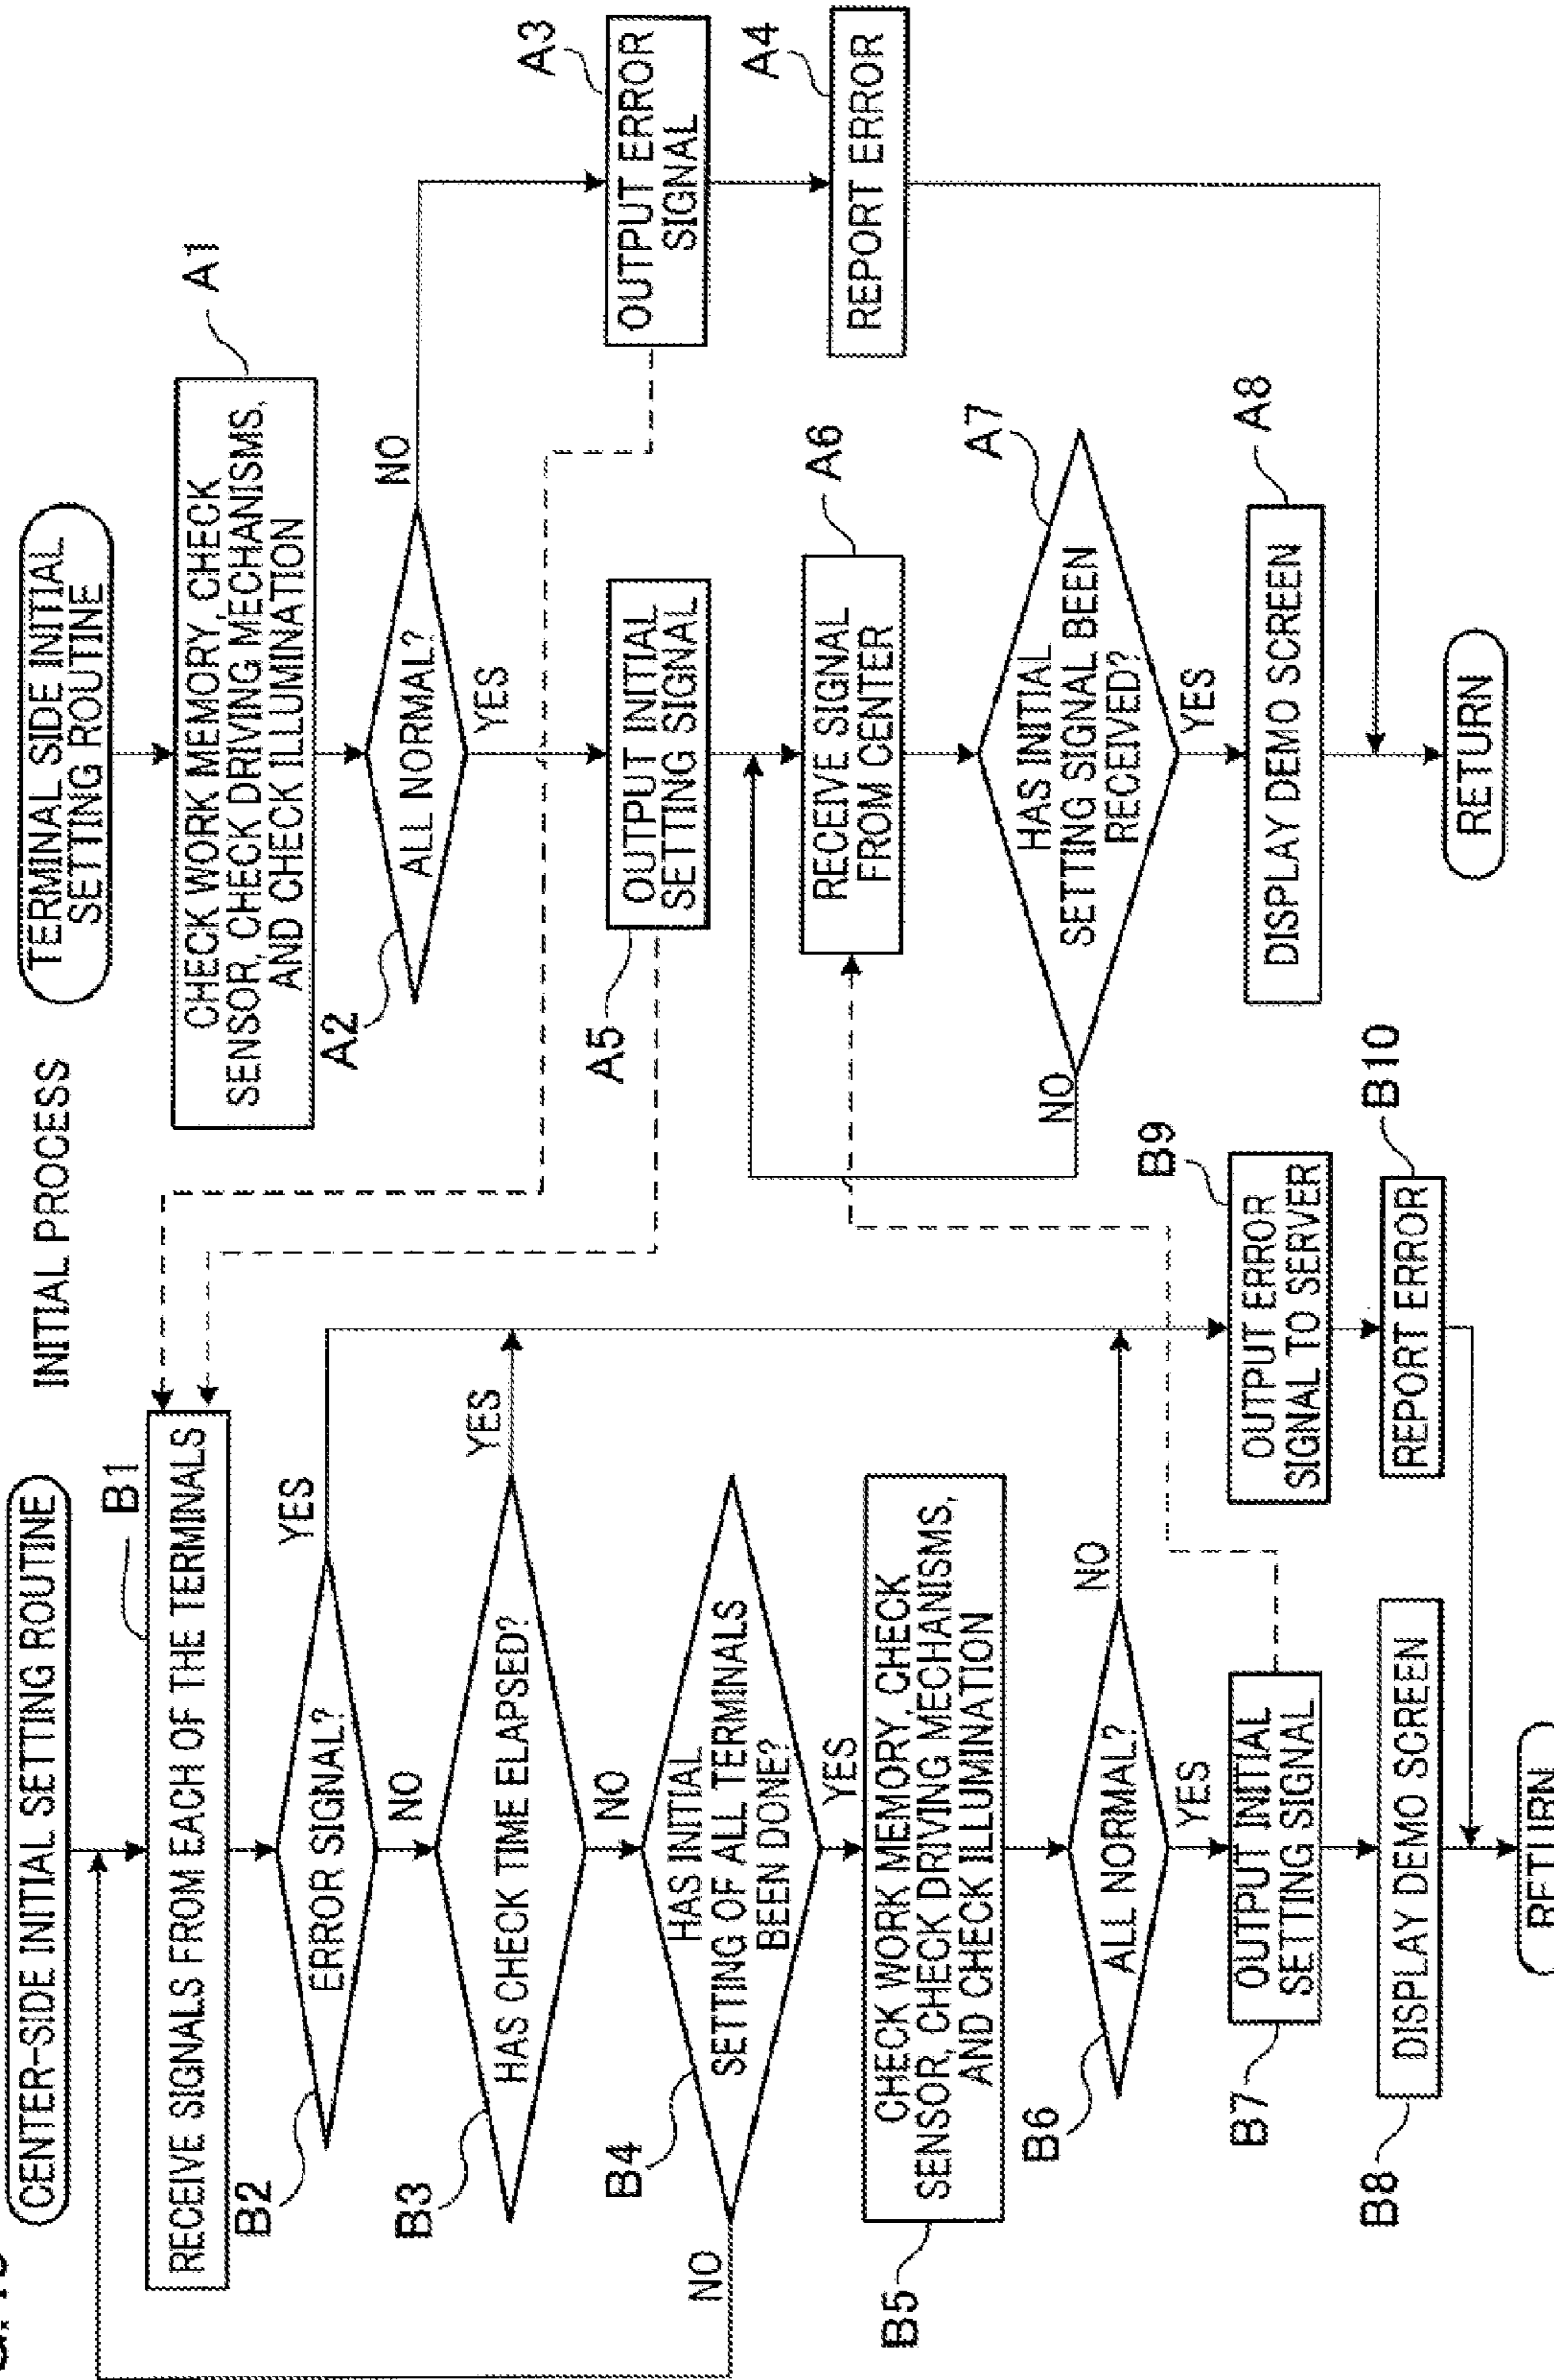 INITIAL PROCESS
CENTER-SIDE INITIAL SETTING ROUTINE
B1
RECEIVE SIGNALS FROM EACH OF THE TERMINALS
B2
ERROR SIGNAL?
YES
NO
B3
HAS CHECK TIME ELAPSED?
YES
NO
B4
HAS INITIAL
SETTING OF ALL TERMINALS
BEEN DONE?
NO
YES
B5
CHECK WORK MEMORY, CHECK
SENSOR, CHECK DRIVING MECHANISMS,
AND CHECK ILLUMINATION
B6
ALL NORMAL?
NO
YES
B7
OUTPUT INITIAL
SETTING SIGNAL
B8
DISPLAY DEMO SCREEN
B9
OUTPUT ERROR
SIGNAL TO SERVER
B10
REPORT ERROR
RETURN
TERMINAL SIDE INITIAL
SETTING ROUTINE
A1
CHECK WORK MEMORY, CHECK
SENSOR, CHECK DRIVING MECHANISMS,
AND CHECK ILLUMINATION
A2
ALL NORMAL?
NO
YES
A3
OUTPUT ERROR
SIGNAL
A4
REPORT ERROR
A5
OUTPUT INITIAL
SETTING SIGNAL
A6
RECEIVE SIGNAL
FROM CENTER
A7
HAS INITIAL
SETTING SIGNAL BEEN
RECEIVED?
NO
YES
A8
DISPLAY DEMO SCREEN
RETURN